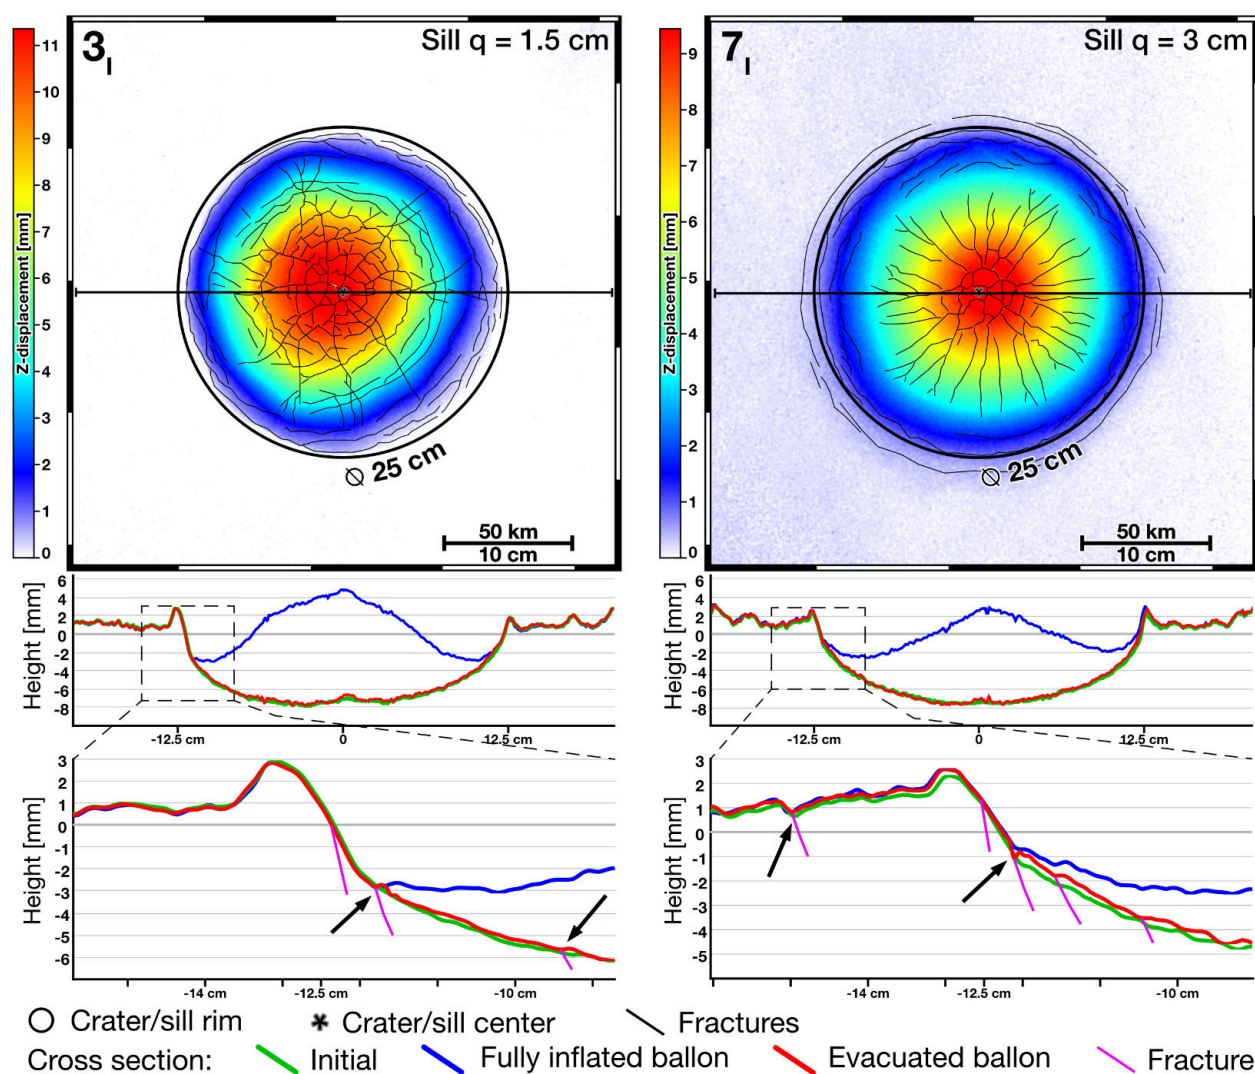 3I
Sill q = 1.5 cm
11
10
9
8
7
6
5
4
3
2
1
0
Z-displacement [mm]
Ø 25 cm
50 km
10 cm
7I
Sill q = 3 cm
9
8
7
6
5
4
3
2
1
0
Z-displacement [mm]
Ø 25 cm
50 km
10 cm
Height [mm]
6
4
2
0
-2
-4
-6
-8
-12.5 cm
0
12.5 cm
Height [mm]
6
4
2
0
-2
-4
-6
-8
-12.5 cm
0
12.5 cm
Height [mm]
3
2
1
0
-1
-2
-3
-4
-5
-6
-14 cm
-12.5 cm
-10 cm
Height [mm]
3
2
1
0
-1
-2
-3
-4
-5
-14 cm
-12.5 cm
-10 cm
Crater/sill rim
Crater/sill center
Fractures
Cross section:
Initial
Fully inflated ballon
Evacuated ballon
Fracture